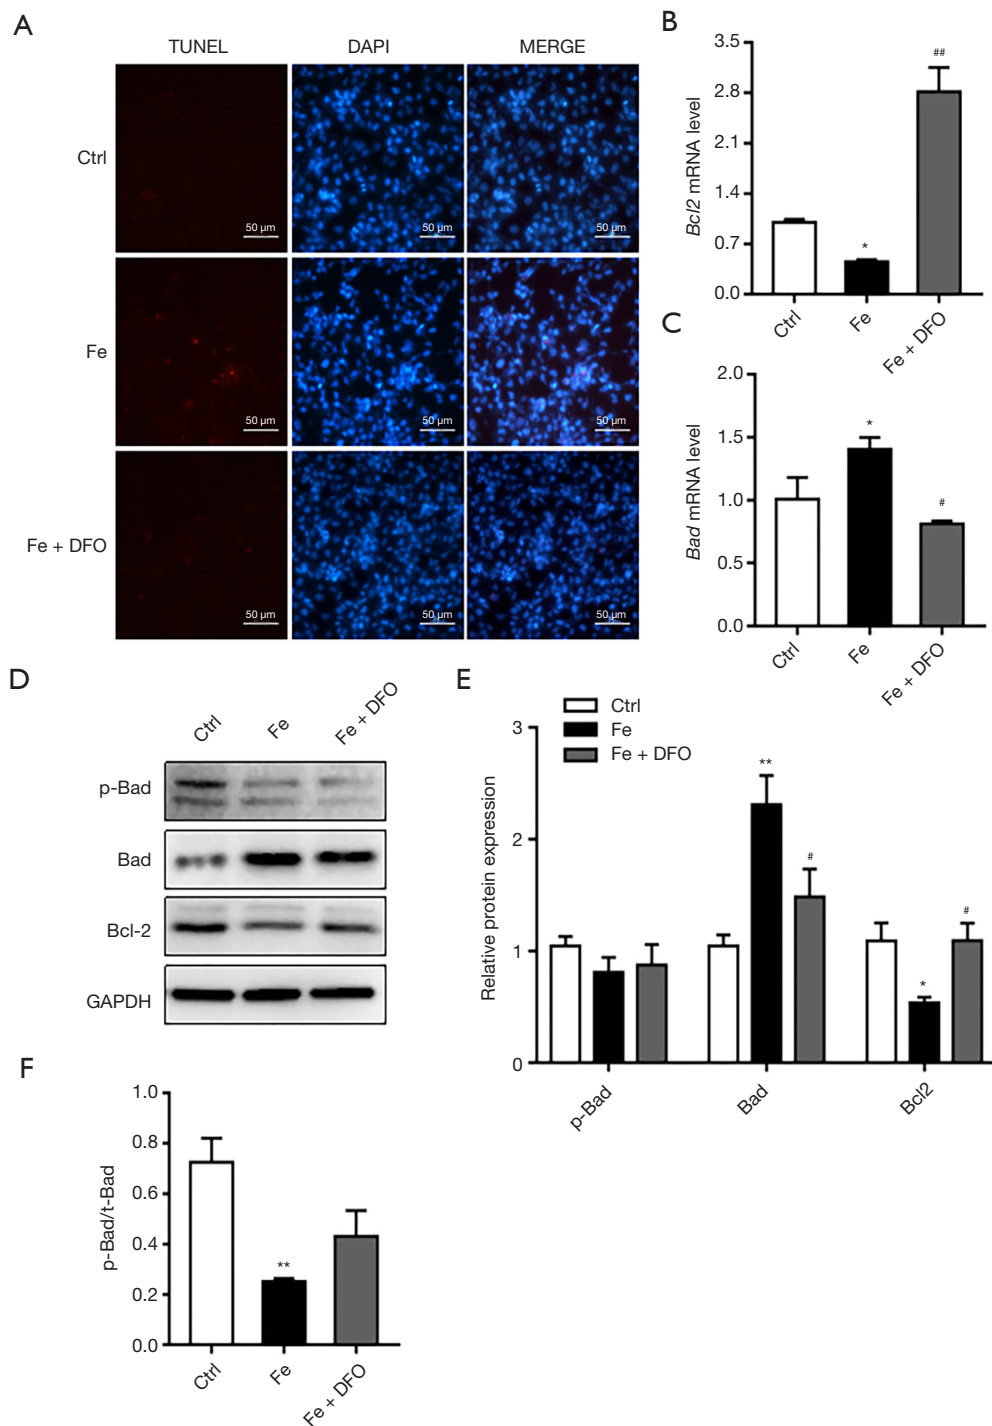 A
TUNEL DAPI MERGE
Ctrl
50 µm 50 µm 50 µm
Fe
50 µm 50 µm 50 µm
Fe + DFO
50 µm 50 µm 50 µm
B
Bcl2 mRNA level
3.5
2.8
2.1
1.4
0.7
0.0
##
*
Ctrl Fe Fe + DFO
C
Bad mRNA level
2.0
1.5
1.0
0.5
0.0
*
#
Ctrl Fe Fe + DFO
D
Ctrl Fe Fe + DFO
p-Bad
Bad
Bcl-2
GAPDH
E
Ctrl
Fe
Fe + DFO
Relative protein expression
3
2
1
0
**
#
#
*
p-Bad Bad Bcl2
F
p-Bad/t-Bad
1.0
0.8
0.6
0.4
0.2
0.0
**
Ctrl Fe Fe + DFO